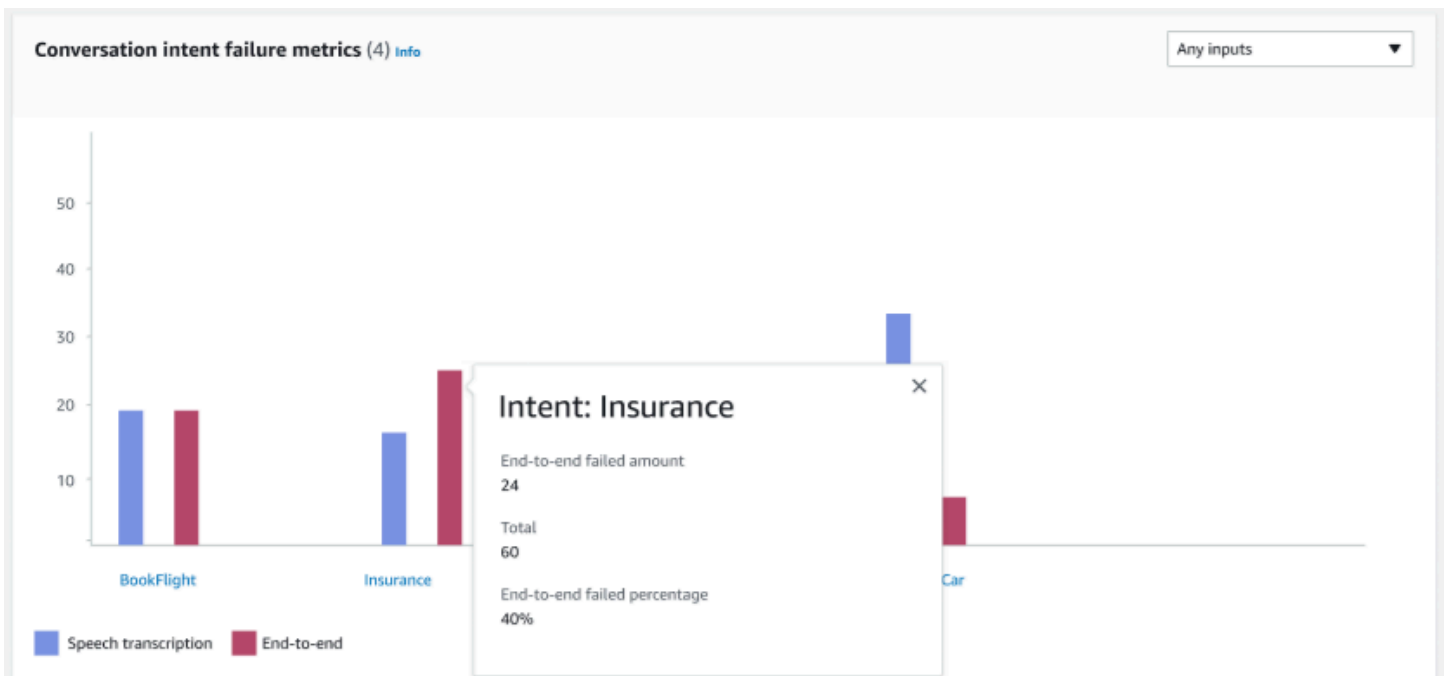 Conversation intent failure metrics (4) Info
Any inputs
50
40
30
20
10
Intent: Insurance
End-to-end failed amount
24
Total
60
End-to-end failed percentage
40%
BookFlight
Insurance
Car
Speech transcription
End-to-end